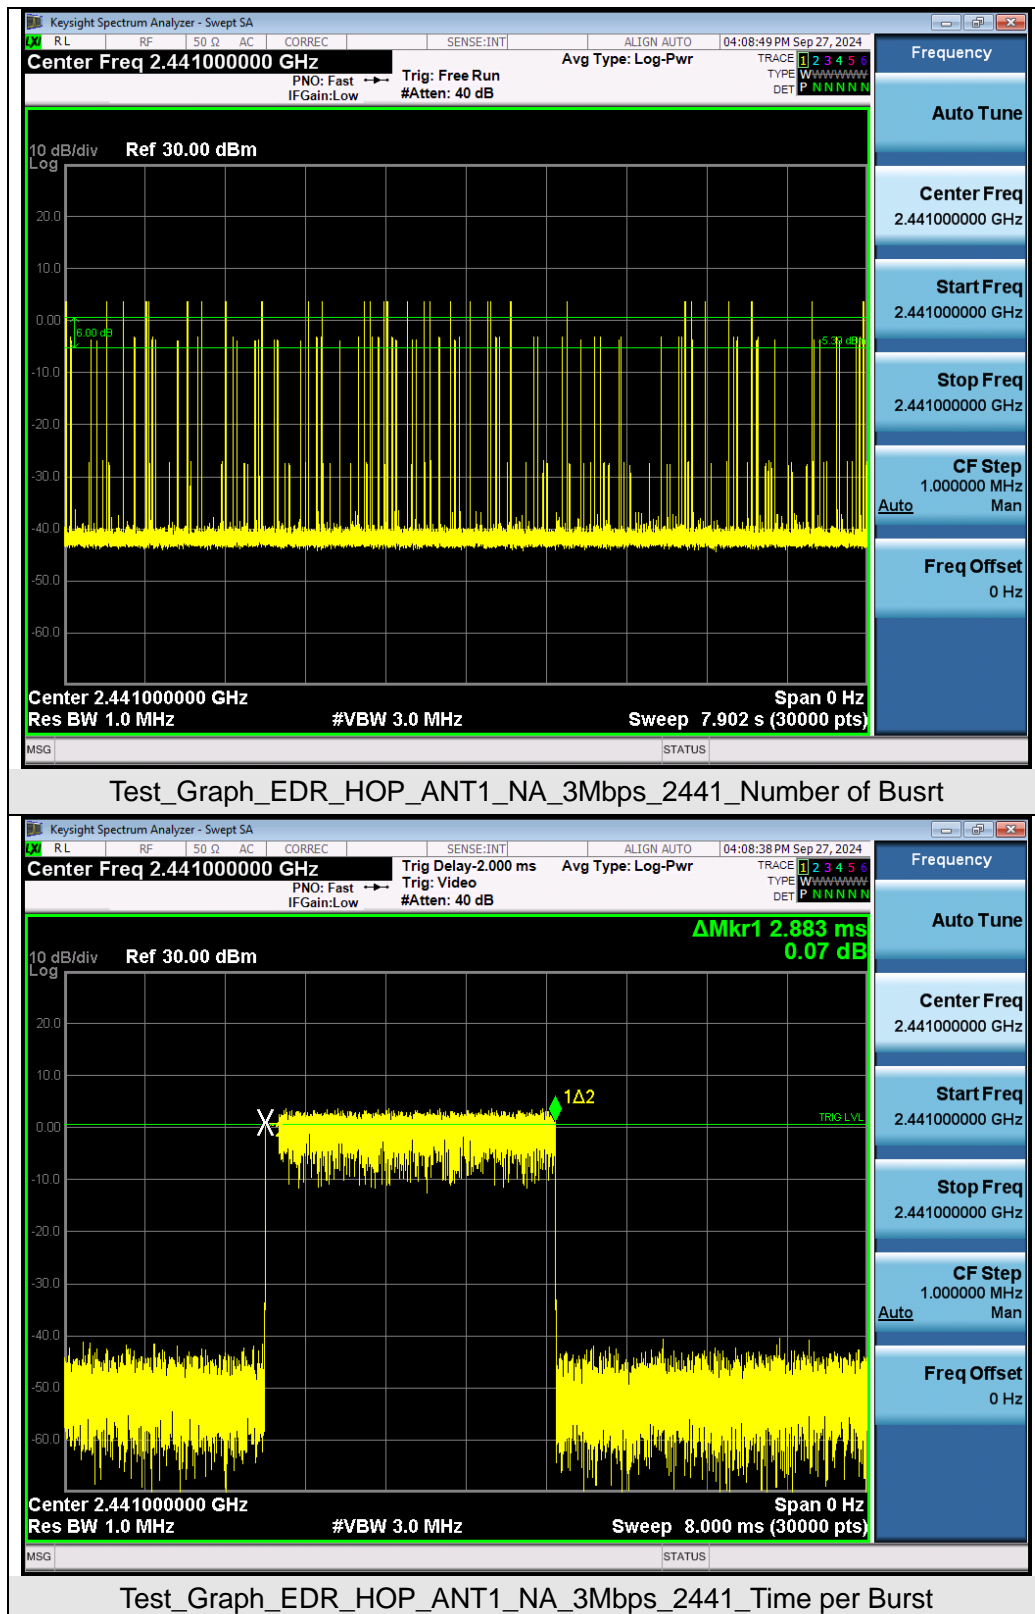 Keysight Spectrum Analyzer - Swept SA
LXI RL RF 50 Ω AC CORREC SENSE:INT ALIGN AUTO 04:08:49 PM Sep 27, 2024
Center Freq 2.441000000 GHz
PNO: Fast
IFGain:Low
Trig: Free Run
#Atten: 40 dB
Avg Type: Log-Pwr
TRACE 1 2 3 4 5 6
TYPE WWWWWW
DET P N N N N N
10 dB/div Ref 30.00 dBm
Log
20.0
10.0
0.00
6.00 dB
-5.39 dBm
-10.0
-20.0
-30.0
-40.0
-50.0
-60.0
Center 2.441000000 GHz Span 0 Hz
Res BW 1.0 MHz #VBW 3.0 MHz Sweep 7.902 s (30000 pts)
MSG STATUS
Frequency
Auto Tune
Center Freq
2.441000000 GHz
Start Freq
2.441000000 GHz
Stop Freq
2.441000000 GHz
CF Step
1.000000 MHz
Auto Man
Freq Offset
0 Hz
Test_Graph_EDR_HOP_ANT1_NA_3Mbps_2441_Number of Busrt
Keysight Spectrum Analyzer - Swept SA
LXI RL RF 50 Ω AC CORREC SENSE:INT ALIGN AUTO 04:08:38 PM Sep 27, 2024
Center Freq 2.441000000 GHz
PNO: Fast
IFGain:Low
Trig Delay-2.000 ms
Trig: Video
#Atten: 40 dB
Avg Type: Log-Pwr
TRACE 1 2 3 4 5 6
TYPE WWWWWW
DET P N N N N N
ΔMkr1 2.883 ms
0.07 dB
10 dB/div Ref 30.00 dBm
Log
20.0
10.0
0.00
1Δ2
TRIG LVL
-10.0
-20.0
-30.0
-40.0
-50.0
-60.0
Center 2.441000000 GHz Span 0 Hz
Res BW 1.0 MHz #VBW 3.0 MHz Sweep 8.000 ms (30000 pts)
MSG STATUS
Frequency
Auto Tune
Center Freq
2.441000000 GHz
Start Freq
2.441000000 GHz
Stop Freq
2.441000000 GHz
CF Step
1.000000 MHz
Auto Man
Freq Offset
0 Hz
Test_Graph_EDR_HOP_ANT1_NA_3Mbps_2441_Time per Burst